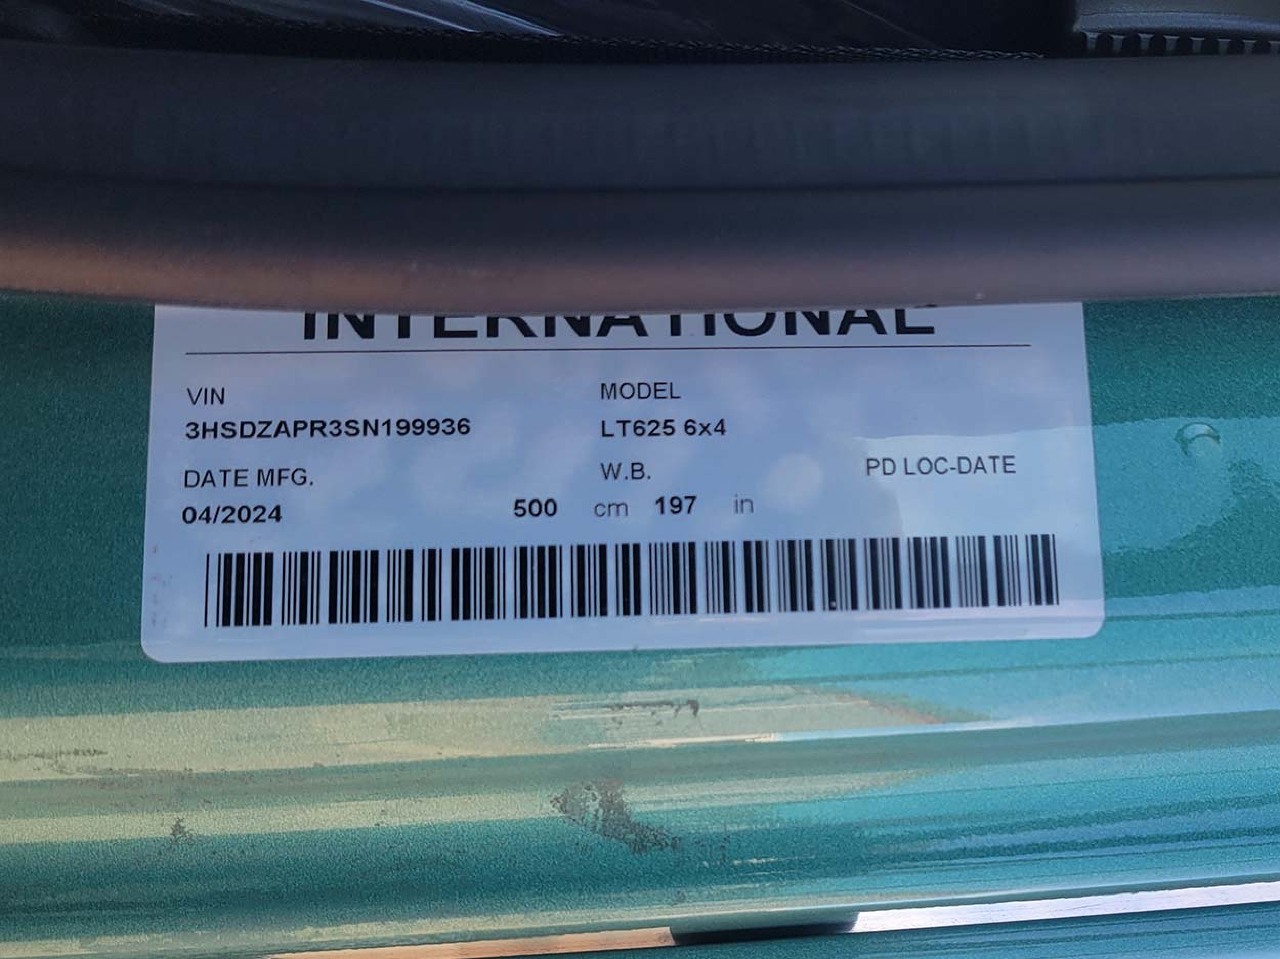 INTERNATIONAL
VIN
3HSDZAPR3SN199936
MODEL
LT625 6x4
DATE MFG.
04/2024
W.B.
500 cm 197 in
PD LOC-DATE